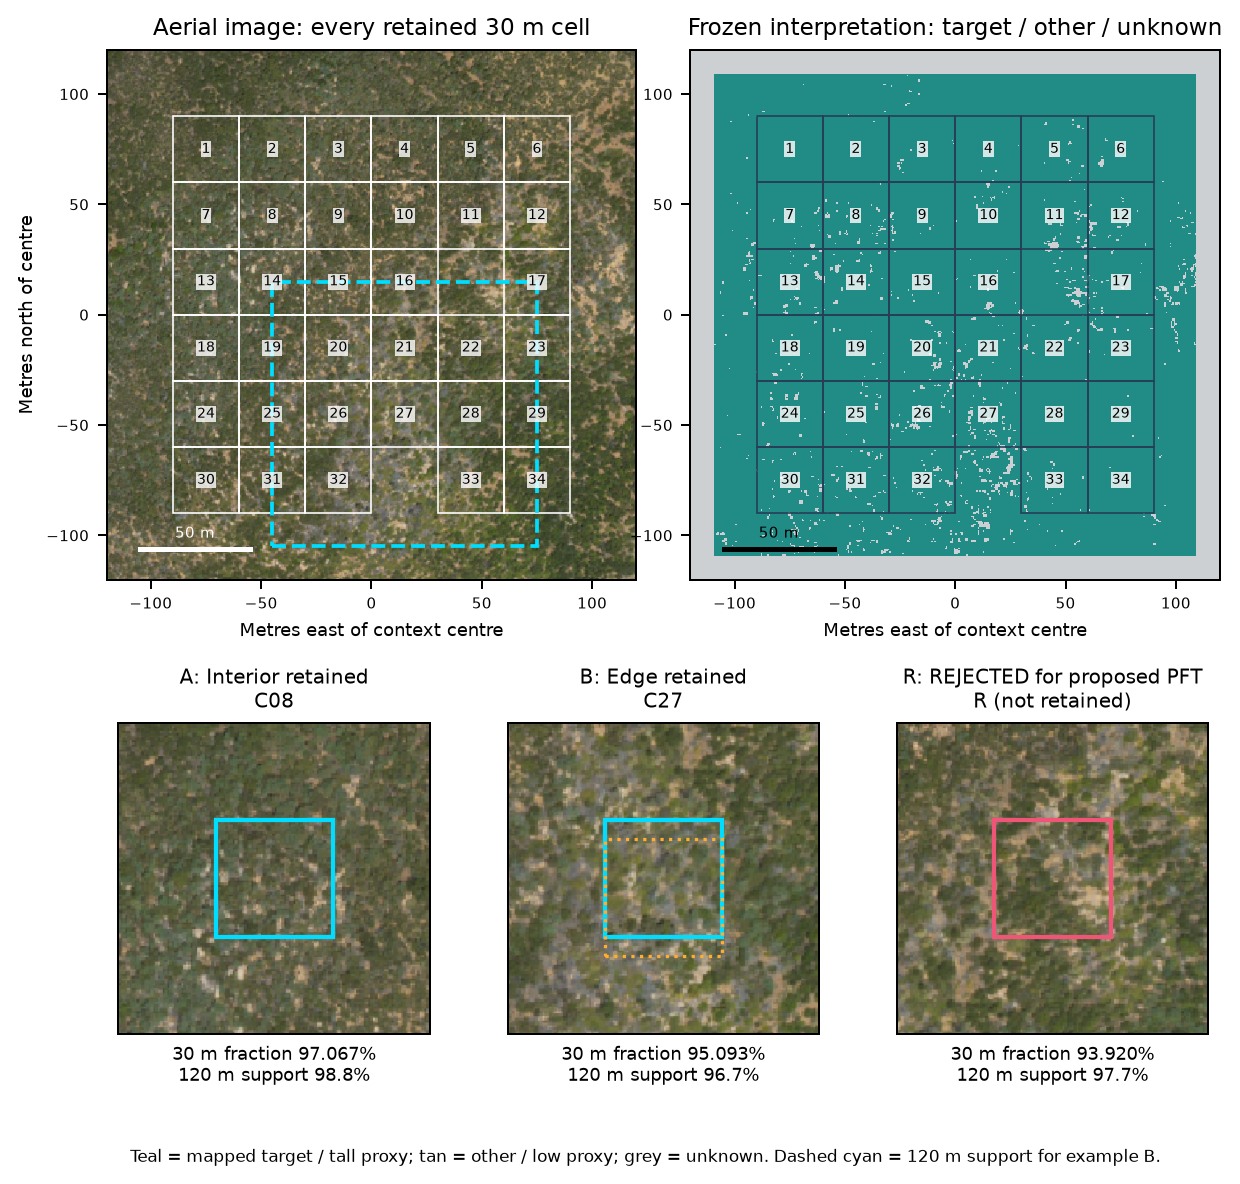 Aerial image: every retained 30 m cell
Frozen interpretation: target / other / unknown
Metres north of centre
100
50
0
−50
−100
1 2 3 4 5 6
7 8 9 10 11 12
13 14 15 16 17
18 19 20 21 22 23
24 25 26 27 28 29
30 31 32 33 34
50 m
−100 −50 0 50 100
Metres east of context centre
100
50
0
−50
−100
1 2 3 4 5 6
7 8 9 10 11 12
13 14 15 16 17
18 19 20 21 22 23
24 25 26 27 28 29
30 31 32 33 34
50 m
−100 −50 0 50 100
Metres east of context centre
A: Interior retained
C08
30 m fraction 97.067%
120 m support 98.8%
B: Edge retained
C27
30 m fraction 95.093%
120 m support 96.7%
R: REJECTED for proposed PFT
R (not retained)
30 m fraction 93.920%
120 m support 97.7%
Teal = mapped target / tall proxy; tan = other / low proxy; grey = unknown. Dashed cyan = 120 m support for example B.